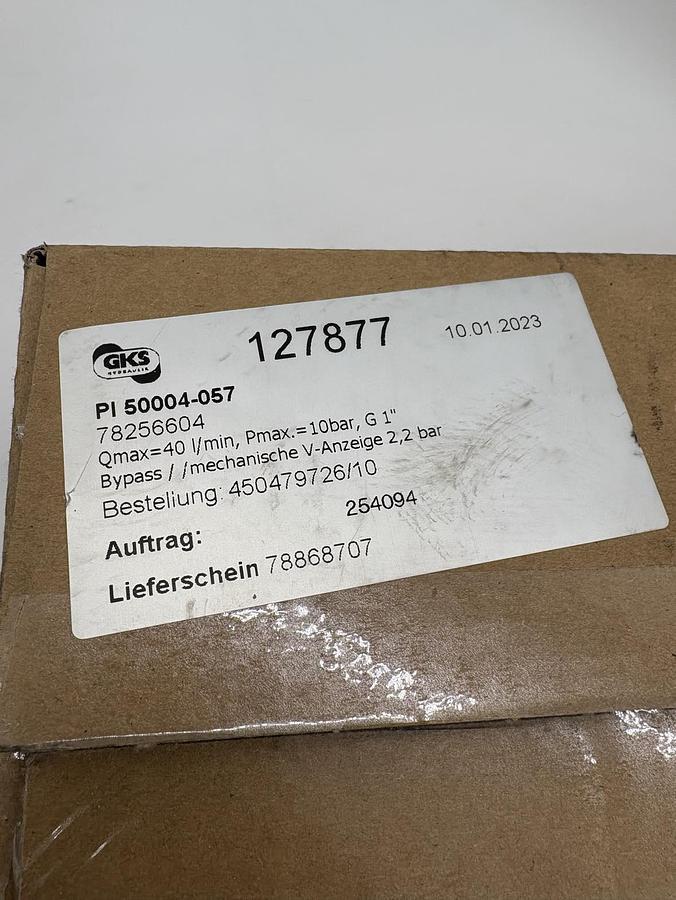 GKS
HYDRAULIK
127877
10.01.2023
PI 50004-057
78256604
Qmax=40 l/min, Pmax.=10bar, G 1"
Bypass / /mechanische V-Anzeige 2,2 bar
Bestellung: 450479726/10
254094
Auftrag:
Lieferschein 78868707